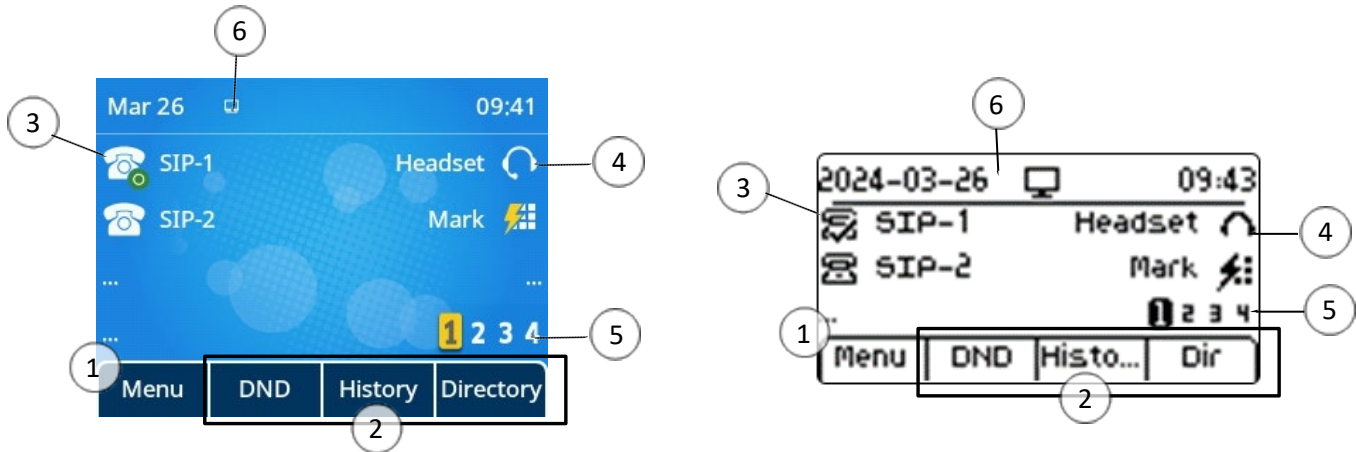 6
Mar 26 09:41
3
SIP-1 Headset
4
SIP-2 Mark
...
...
...
1 2 3 4
5
1
Menu DND History Directory
2
6
2024-03-26 09:43
3
SIP-1 Headset
4
SIP-2 Mark
...
1 2 3 4
5
1
Menu DND Histo... Dir
2